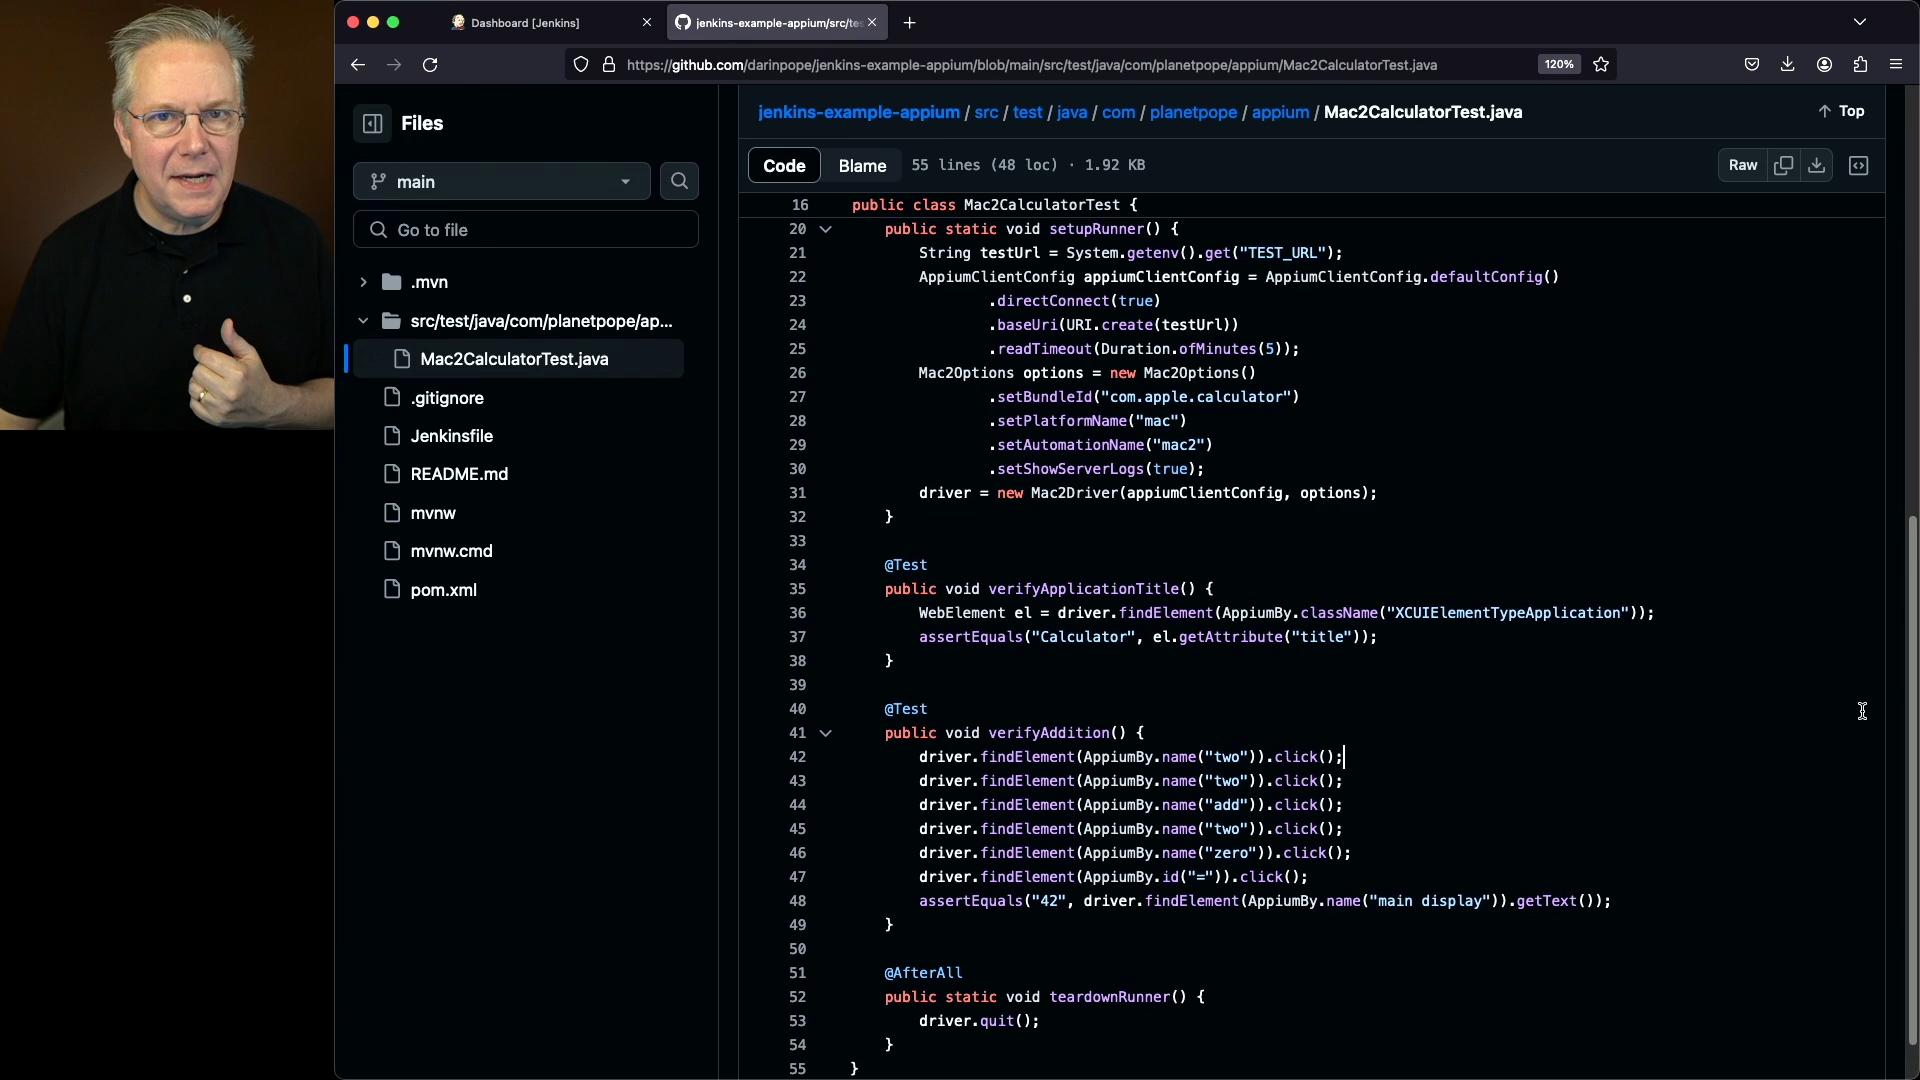 Dashboard [Jenkins]
jenkins-example-appium/src/tes
https://github.com/darinpope/jenkins-example-appium/blob/main/src/test/java/com/planetpope/appium/Mac2CalculatorTest.java
120%
Files
main
Go to file
.mvn
src/test/java/com/planetpope/ap...
Mac2CalculatorTest.java
.gitignore
Jenkinsfile
README.md
mvnw
mvnw.cmd
pom.xml
jenkins-example-appium / src / test / java / com / planetpope / appium / Mac2CalculatorTest.java
Top
Code Blame 55 lines (48 loc) · 1.92 KB
Raw
16 public class Mac2CalculatorTest {
20 public static void setupRunner() {
21 String testUrl = System.getenv().get("TEST_URL");
22 AppiumClientConfig appiumClientConfig = AppiumClientConfig.defaultConfig()
23 .directConnect(true)
24 .baseUri(URI.create(testUrl))
25 .readTimeout(Duration.ofMinutes(5));
26 Mac2Options options = new Mac2Options()
27 .setBundleId("com.apple.calculator")
28 .setPlatformName("mac")
29 .setAutomationName("mac2")
30 .setShowServerLogs(true);
31 driver = new Mac2Driver(appiumClientConfig, options);
32 }
33
34 @Test
35 public void verifyApplicationTitle() {
36 WebElement el = driver.findElement(AppiumBy.className("XCUIElementTypeApplication"));
37 assertEquals("Calculator", el.getAttribute("title"));
38 }
39
40 @Test
41 public void verifyAddition() {
42 driver.findElement(AppiumBy.name("two")).click();
43 driver.findElement(AppiumBy.name("two")).click();
44 driver.findElement(AppiumBy.name("add")).click();
45 driver.findElement(AppiumBy.name("two")).click();
46 driver.findElement(AppiumBy.name("zero")).click();
47 driver.findElement(AppiumBy.id("=")).click();
48 assertEquals("42", driver.findElement(AppiumBy.name("main display")).getText());
49 }
50
51 @AfterAll
52 public static void teardownRunner() {
53 driver.quit();
54 }
55 }